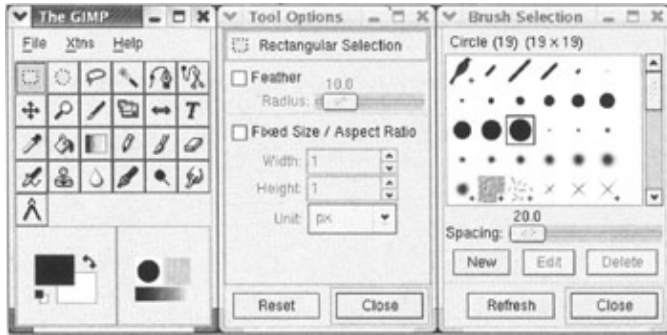 The GIMP
File Xtns Help
Tool Options
Rectangular Selection
Feather
10.0
Radius:
Fixed Size / Aspect Ratio
Width: 1
Height: 1
Unit: px
Reset Close
Brush Selection
Circle (19) (19 × 19)
20.0
Spacing:
New Edit Delete
Refresh Close